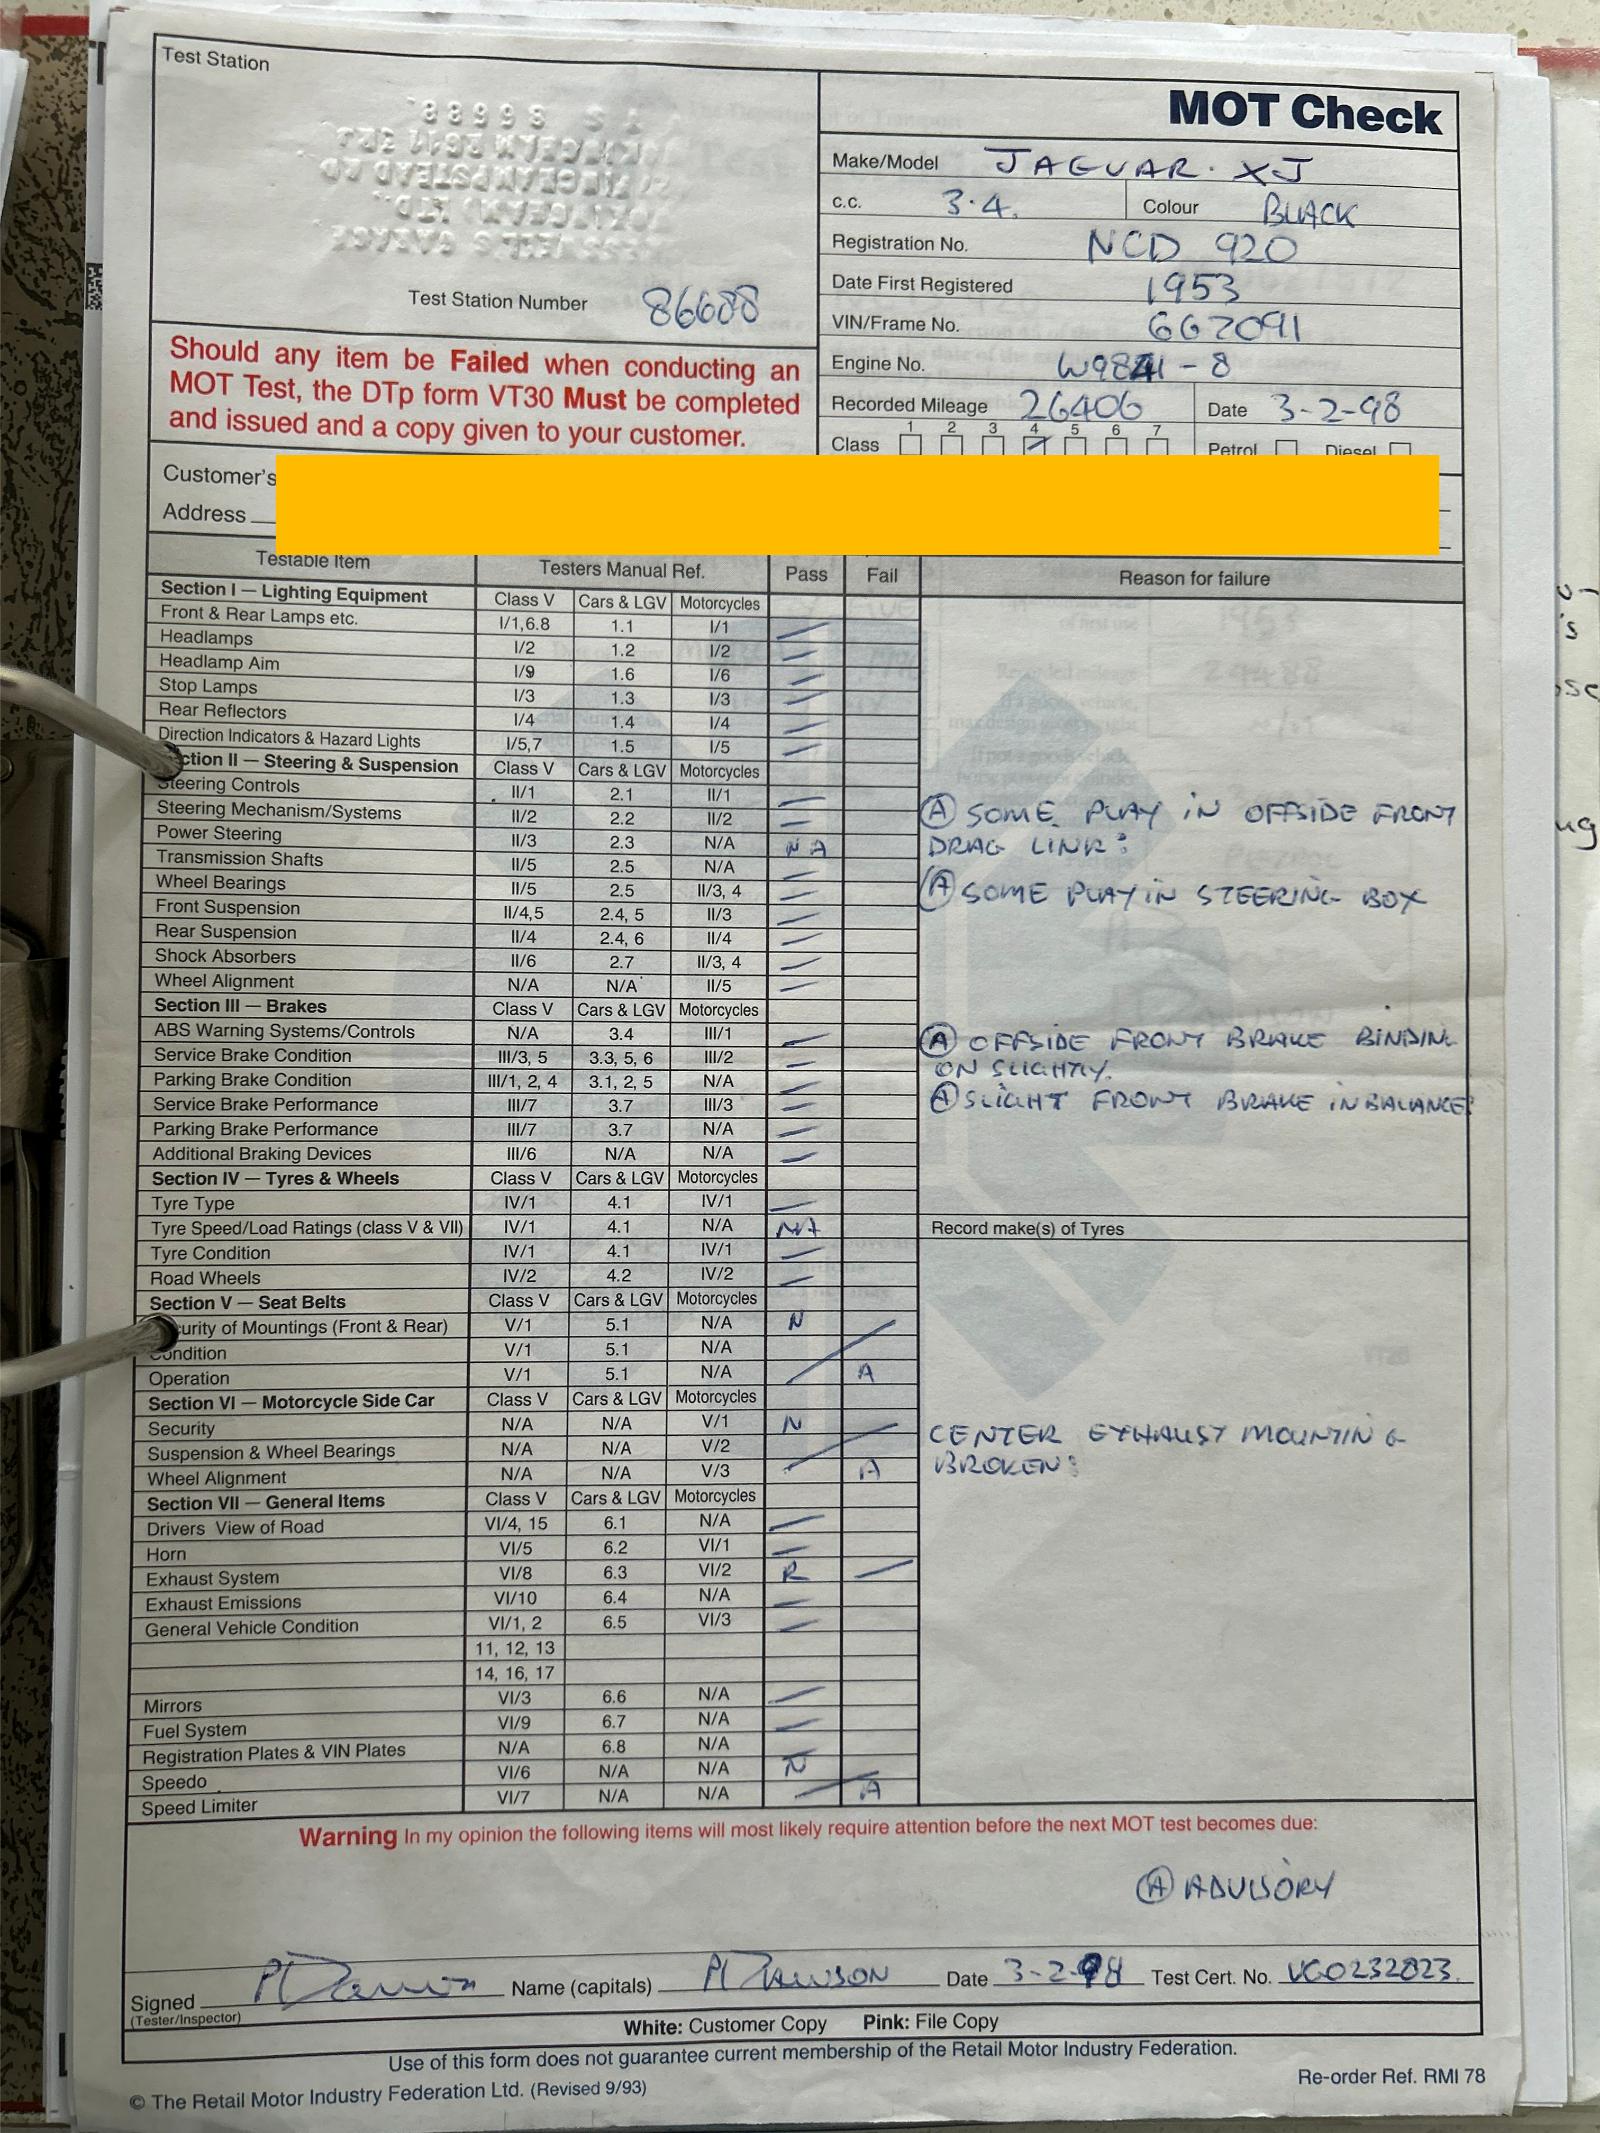 Test Station
MOT Check
Make/Model JAGUAR. XJ
c.c. 3.4. Colour BLACK
Registration No. NCD 920
Date First Registered 1953
VIN/Frame No. 667091
Engine No. W9841-8
Recorded Mileage 26406 Date 3-2-98
Class 1 2 3 4 5 6 7 Petrol Diesel
Test Station Number 86688
Should any item be Failed when conducting an
MOT Test, the DTp form VT30 Must be completed
and issued and a copy given to your customer.
Customer's
Address
Testable Item Testers Manual Ref. Pass Fail Reason for failure
Section I — Lighting Equipment Class V Cars & LGV Motorcycles
Front & Rear Lamps etc. I/1,6.8 1.1 I/1
Headlamps I/2 1.2 I/2
Headlamp Aim I/9 1.6 I/6
Stop Lamps I/3 1.3 I/3
Rear Reflectors I/4 1.4 I/4
Direction Indicators & Hazard Lights I/5,7 1.5 I/5
ction II — Steering & Suspension Class V Cars & LGV Motorcycles
Steering Controls II/1 2.1 II/1
Steering Mechanism/Systems II/2 2.2 II/2
Power Steering II/3 2.3 N/A NA
Transmission Shafts II/5 2.5 N/A
Wheel Bearings II/5 2.5 II/3, 4
Front Suspension II/4,5 2.4, 5 II/3
Rear Suspension II/4 2.4, 6 II/4
Shock Absorbers II/6 2.7 II/3, 4
Wheel Alignment N/A N/A II/5
(A) SOME PLAY IN OFFSIDE FRONT
DRAG LINK:
(A) SOME PLAY IN STEERING BOX
Section III — Brakes Class V Cars & LGV Motorcycles
ABS Warning Systems/Controls N/A 3.4 III/1
Service Brake Condition III/3, 5 3.3, 5, 6 III/2
Parking Brake Condition III/1, 2, 4 3.1, 2, 5 N/A
Service Brake Performance III/7 3.7 III/3
Parking Brake Performance III/7 3.7 N/A
Additional Braking Devices III/6 N/A N/A
(A) OFFSIDE FRONT BRAKE BINDING
ON SLIGHTLY.
(A) SLIGHT FRONT BRAKE INBALANCE:
Section IV — Tyres & Wheels Class V Cars & LGV Motorcycles
Tyre Type IV/1 4.1 IV/1
Tyre Speed/Load Ratings (class V & VII) IV/1 4.1 N/A NA Record make(s) of Tyres
Tyre Condition IV/1 4.1 IV/1
Road Wheels IV/2 4.2 IV/2
Section V — Seat Belts Class V Cars & LGV Motorcycles
curity of Mountings (Front & Rear) V/1 5.1 N/A N
Condition V/1 5.1 N/A
Operation V/1 5.1 N/A A
Section VI — Motorcycle Side Car Class V Cars & LGV Motorcycles
Security N/A N/A V/1 N
Suspension & Wheel Bearings N/A N/A V/2
Wheel Alignment N/A N/A V/3 A
CENTER EXHAUST MOUNTING
BROKEN:
Section VII — General Items Class V Cars & LGV Motorcycles
Drivers View of Road VI/4, 15 6.1 N/A
Horn VI/5 6.2 VI/1
Exhaust System VI/8 6.3 VI/2 R
Exhaust Emissions VI/10 6.4 N/A
General Vehicle Condition VI/1, 2 6.5 VI/3
11, 12, 13
14, 16, 17
Mirrors VI/3 6.6 N/A
Fuel System VI/9 6.7 N/A
Registration Plates & VIN Plates N/A 6.8 N/A
Speedo VI/6 N/A N/A N
Speed Limiter VI/7 N/A N/A A
Warning In my opinion the following items will most likely require attention before the next MOT test becomes due:
(A) ADVISORY
Signed Name (capitals) P DAWSON Date 3-2-98 Test Cert. No. VC0232823.
(Tester/Inspector)
White: Customer Copy Pink: File Copy
Use of this form does not guarantee current membership of the Retail Motor Industry Federation.
© The Retail Motor Industry Federation Ltd. (Revised 9/93) Re-order Ref. RMI 78